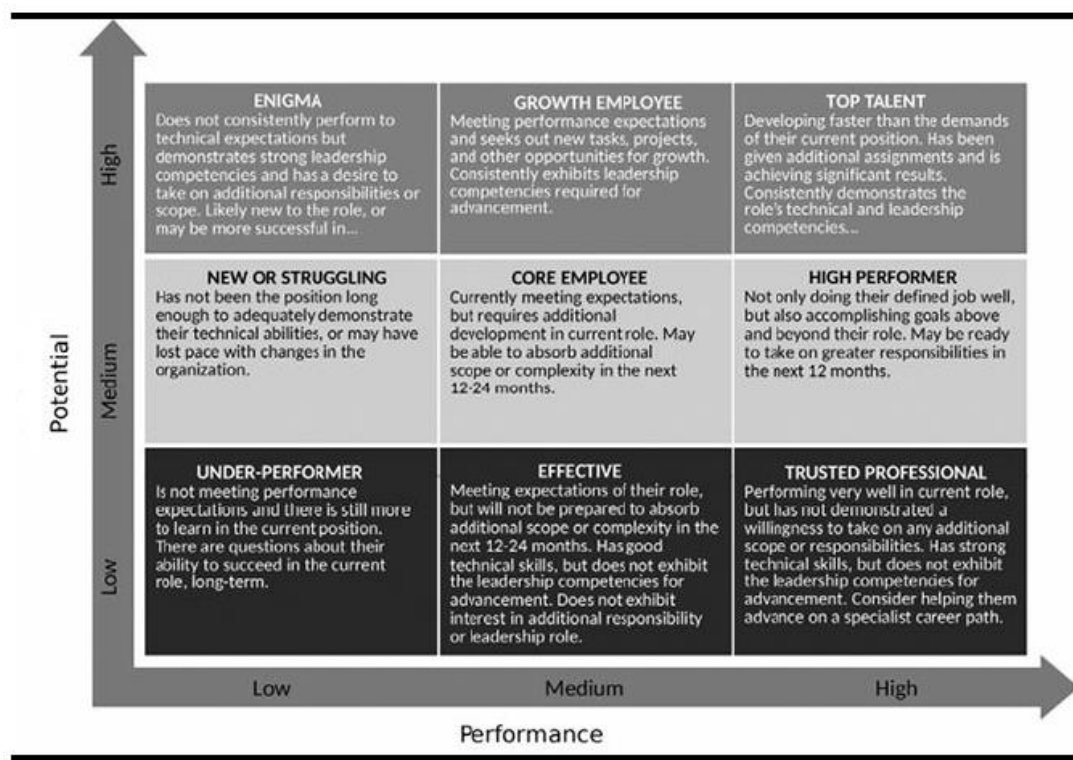 ENIGMA
Does not consistently perform to
technical expectations but
demonstrates strong leadership
competencies and has a desire to
take on additional responsibilities or
scope. Likely new to the role, or
may be more successful in...
GROWTH EMPLOYEE
Meeting performance expectations
and seeks out new tasks, projects,
and other opportunities for growth.
Consistently exhibits leadership
competencies required for
advancement.
TOP TALENT
Developing faster than the demands
of their current position. Has been
given additional assignments and is
achieving significant results.
Consistently demonstrates the
role's technical and leadership
competencies...
High
NEW OR STRUGGLING
Has not been the position long
enough to adequately demonstrate
their technical abilities, or may have
lost pace with changes in the
organization.
CORE EMPLOYEE
Currently meeting expectations,
but requires additional
development in current role. May
be able to absorb additional
scope or complexity in the next
12-24 months.
HIGH PERFORMER
Not only doing their defined job well,
but also accomplishing goals above
and beyond their role. May be ready
to take on greater responsibilities in
the next 12 months.
Medium
Potential
UNDER-PERFORMER
Is not meeting performance
expectations and there is still more
to learn in the current position.
There are questions about their
ability to succeed in the current
role, long-term.
EFFECTIVE
Meeting expectations of their role,
but will not be prepared to absorb
additional scope or complexity in the
next 12-24 months. Has good
technical skills, but does not exhibit
the leadership competencies for
advancement. Does not exhibit
interest in additional responsibility
or leadership role.
TRUSTED PROFESSIONAL
Performing very well in current role,
but has not demonstrated a
willingness to take on any additional
scope or responsibilities. Has strong
technical skills, but does not exhibit
the leadership competencies for
advancement. Consider helping them
advance on a specialist career path.
Low
Low
Medium
High
Performance